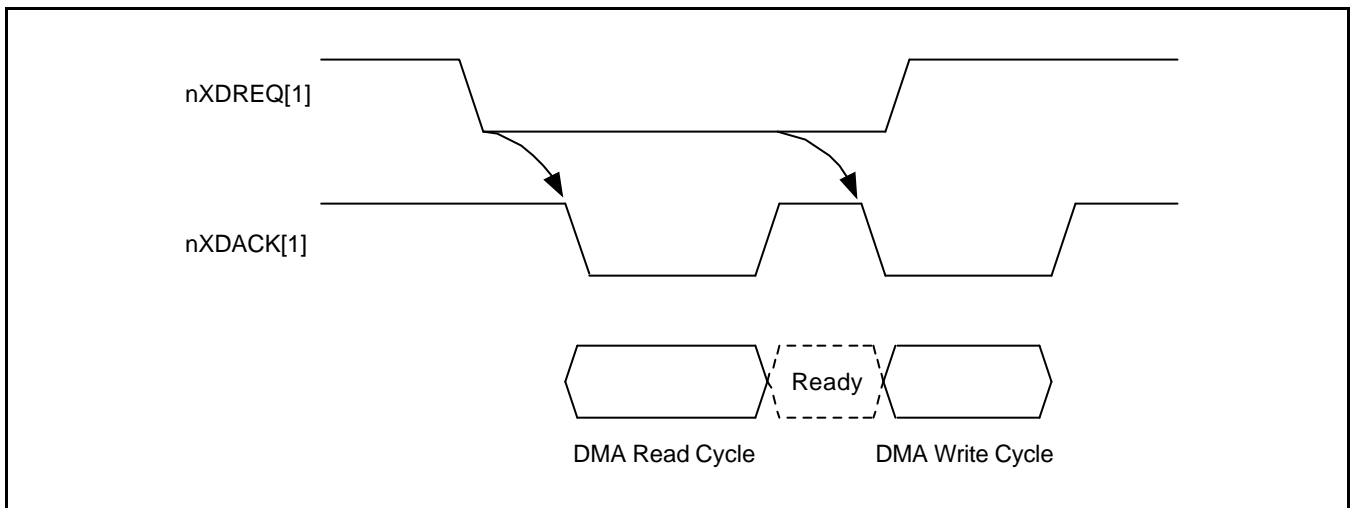 nXDREQ[1]
nXDACK[1]
Ready
DMA Read Cycle
DMA Write Cycle